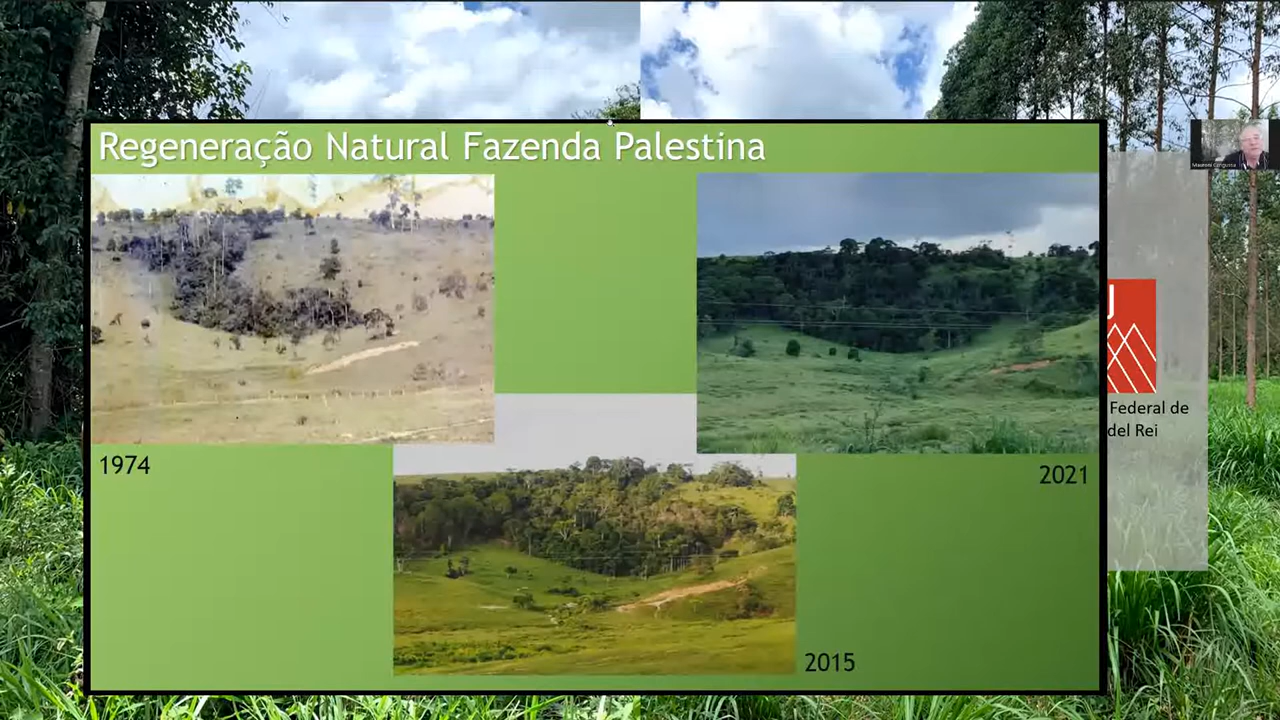 Regeneração Natural Fazenda Palestina
1974
2021
2015
J
Federal de
del Rei